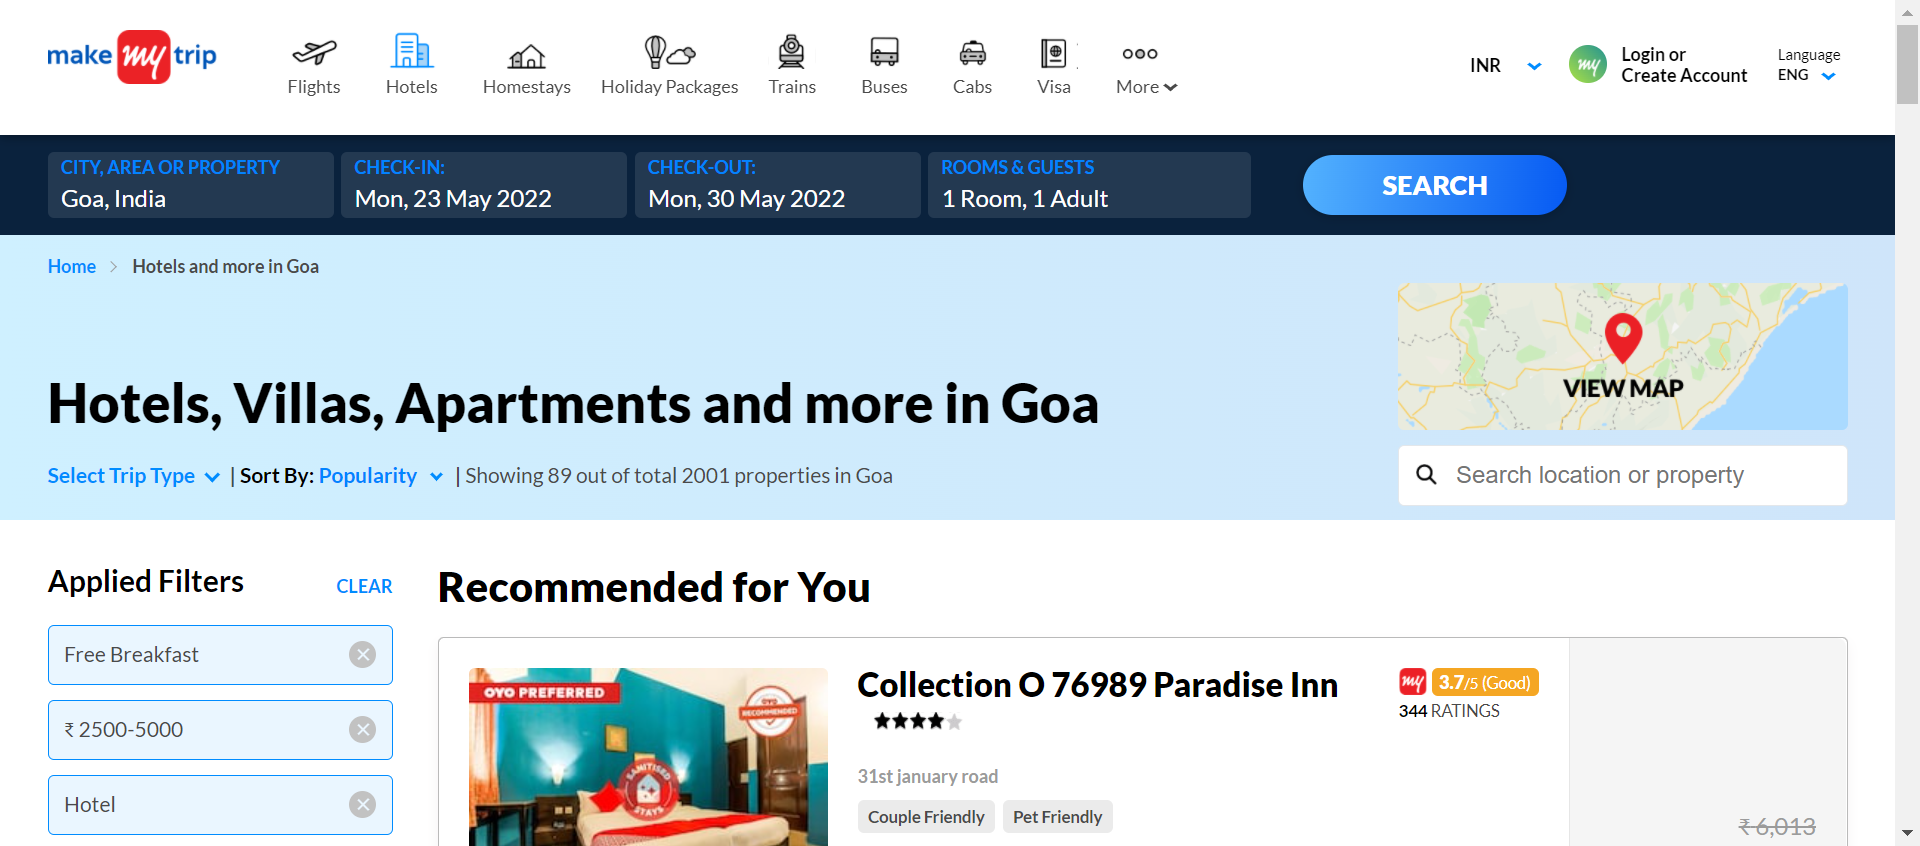 make my trip
Flights
Hotels
Homestays
Holiday Packages
Trains
Buses
Cabs
Visa
More
INR
my
Login or
Create Account
Language
ENG
CITY, AREA OR PROPERTY
Goa, India
CHECK-IN:
Mon, 23 May 2022
CHECK-OUT:
Mon, 30 May 2022
ROOMS & GUESTS
1 Room, 1 Adult
SEARCH
Home > Hotels and more in Goa
VIEW MAP
Hotels, Villas, Apartments and more in Goa
Select Trip Type | Sort By: Popularity | Showing 89 out of total 2001 properties in Goa
Search location or property
Applied Filters
CLEAR
Free Breakfast
₹ 2500-5000
Hotel
Recommended for You
OYO PREFERRED
OYO
RECOMMENDED
SANITISED
STAYS
Collection O 76989 Paradise Inn
my 3.7/5 (Good)
344 RATINGS
31st january road
Couple Friendly
Pet Friendly
₹ 6,013